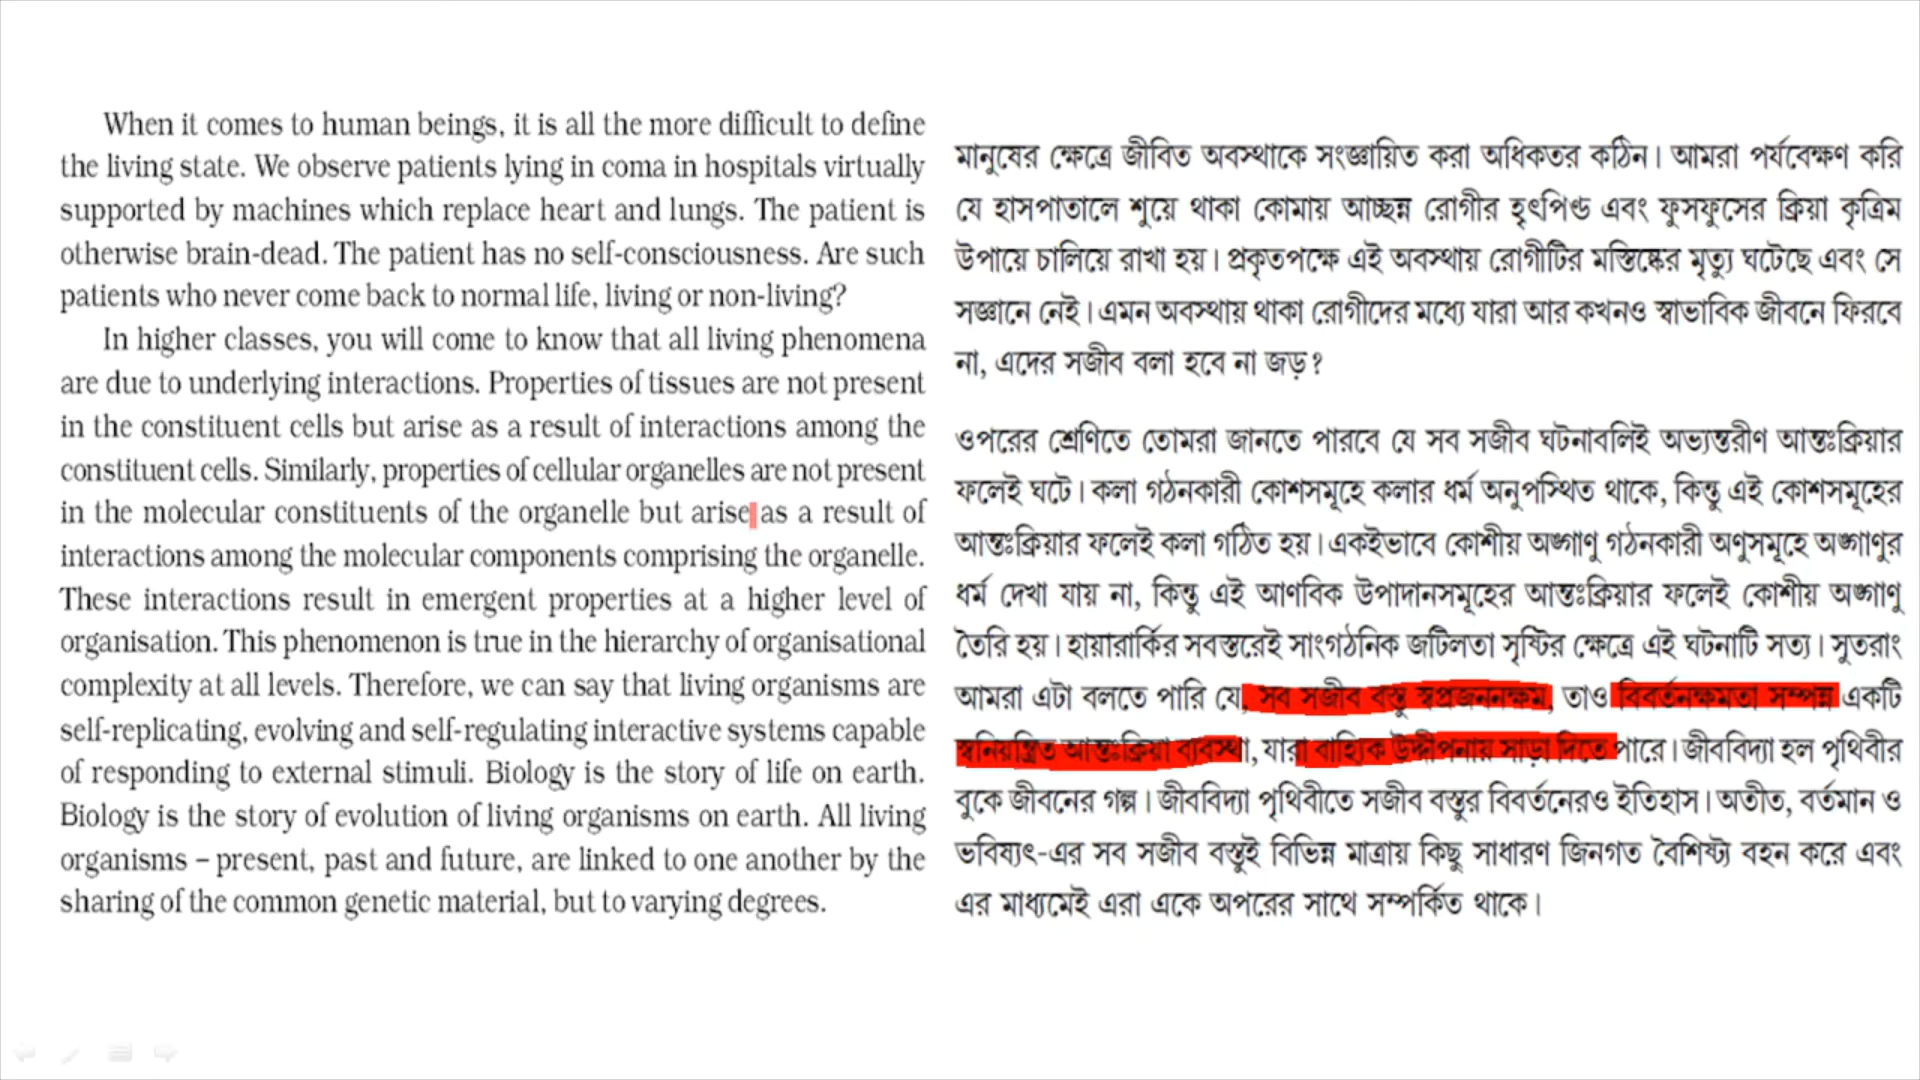 When it comes to human beings, it is all the more difficult to define
the living state. We observe patients lying in coma in hospitals virtually
supported by machines which replace heart and lungs. The patient is
otherwise brain-dead. The patient has no self-consciousness. Are such
patients who never come back to normal life, living or non-living?
In higher classes, you will come to know that all living phenomena
are due to underlying interactions. Properties of tissues are not present
in the constituent cells but arise as a result of interactions among the
constituent cells. Similarly, properties of cellular organelles are not present
in the molecular constituents of the organelle but arise as a result of
interactions among the molecular components comprising the organelle.
These interactions result in emergent properties at a higher level of
organisation. This phenomenon is true in the hierarchy of organisational
complexity at all levels. Therefore, we can say that living organisms are
self-replicating, evolving and self-regulating interactive systems capable
of responding to external stimuli. Biology is the story of life on earth.
Biology is the story of evolution of living organisms on earth. All living
organisms – present, past and future, are linked to one another by the
sharing of the common genetic material, but to varying degrees.
মানুষের ক্ষেত্রে জীবিত অবস্থাকে সংজ্ঞায়িত করা অধিকতর কঠিন। আমরা পর্যবেক্ষণ করি
যে হাসপাতালে শুয়ে থাকা কোমায় আচ্ছন্ন রোগীর হৃৎপিণ্ড এবং ফুসফুসের ক্রিয়া কৃত্রিম
উপায়ে চালিয়ে রাখা হয়। প্রকৃতপক্ষে এই অবস্থায় রোগীটির মস্তিষ্কের মৃত্যু ঘটেছে এবং সে
সজ্ঞানে নেই। এমন অবস্থায় থাকা রোগীদের মধ্যে যারা আর কখনও স্বাভাবিক জীবনে ফিরবে
না, এদের সজীব বলা হবে না জড়?
ওপরের শ্রেণিতে তোমরা জানতে পারবে যে সব সজীব ঘটনাবলিই অভ্যন্তরীণ আন্তঃক্রিয়ার
ফলেই ঘটে। কলা গঠনকারী কোশসমূহে কলার ধর্ম অনুপস্থিত থাকে, কিন্তু এই কোশসমূহের
আন্তঃক্রিয়ার ফলেই কলা গঠিত হয়। একইভাবে কোশীয় অঙ্গাণু গঠনকারী অণুসমূহে অঙ্গাণুর
ধর্ম দেখা যায় না, কিন্তু এই আণবিক উপাদানসমূহের আন্তঃক্রিয়ার ফলেই কোশীয় অঙ্গাণু
তৈরি হয়। হায়ারার্কির সবস্তরেই সাংগঠনিক জটিলতা সৃষ্টির ক্ষেত্রে এই ঘটনাটি সত্য। সুতরাং
আমরা এটা বলতে পারি যে, সব সজীব বস্তু স্বপ্রজননক্ষম, তাও বিবর্তনক্ষমতা সম্পন্ন একটি
স্বনিয়ন্ত্রিত আন্তঃক্রিয়া ব্যবস্থা, যারা বাহ্যিক উদ্দীপনায় সাড়া দিতে পারে। জীববিদ্যা হল পৃথিবীর
বুকে জীবনের গল্প। জীববিদ্যা পৃথিবীতে সজীব বস্তুর বিবর্তনেরও ইতিহাস। অতীত, বর্তমান ও
ভবিষ্যৎ-এর সব সজীব বস্তুই বিভিন্ন মাত্রায় কিছু সাধারণ জিনগত বৈশিষ্ট্য বহন করে এবং
এর মাধ্যমেই এরা একে অপরের সাথে সম্পর্কিত থাকে।